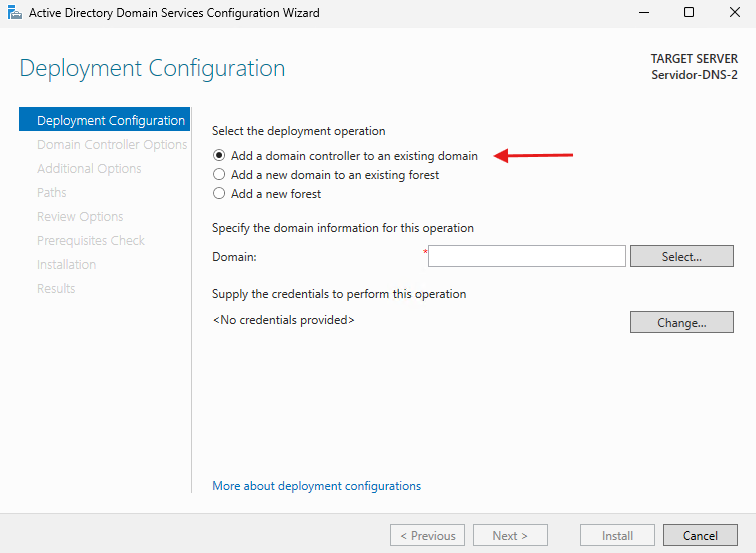 Active Directory Domain Services Configuration Wizard
Deployment Configuration
TARGET SERVER
Servidor-DNS-2
Deployment Configuration
Domain Controller Options
Additional Options
Paths
Review Options
Prerequisites Check
Installation
Results
Select the deployment operation
Add a domain controller to an existing domain
Add a new domain to an existing forest
Add a new forest
Specify the domain information for this operation
Domain: * Select...
Supply the credentials to perform this operation
<No credentials provided> Change...
More about deployment configurations
< Previous Next > Install Cancel